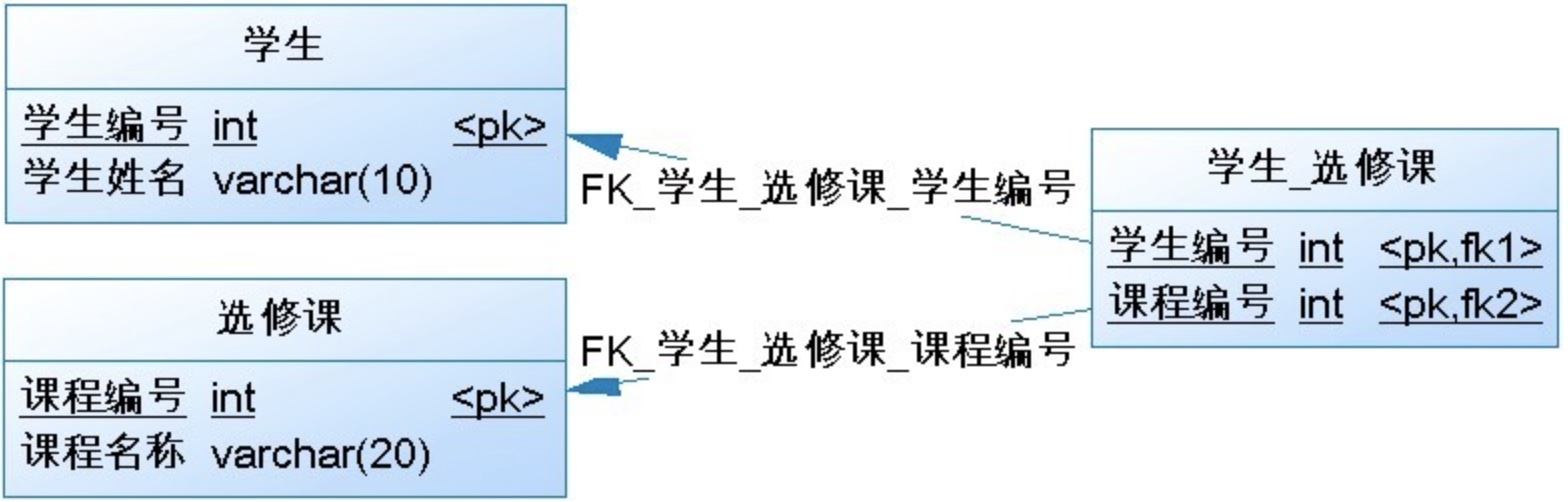 学生
学生编号 int <pk>
学生姓名 varchar(10)
选修课
课程编号 int <pk>
课程名称 varchar(20)
FK_学生_选修课_学生编号
FK_学生_选修课_课程编号
学生_选修课
学生编号 int <pk,fk1>
课程编号 int <pk,fk2>